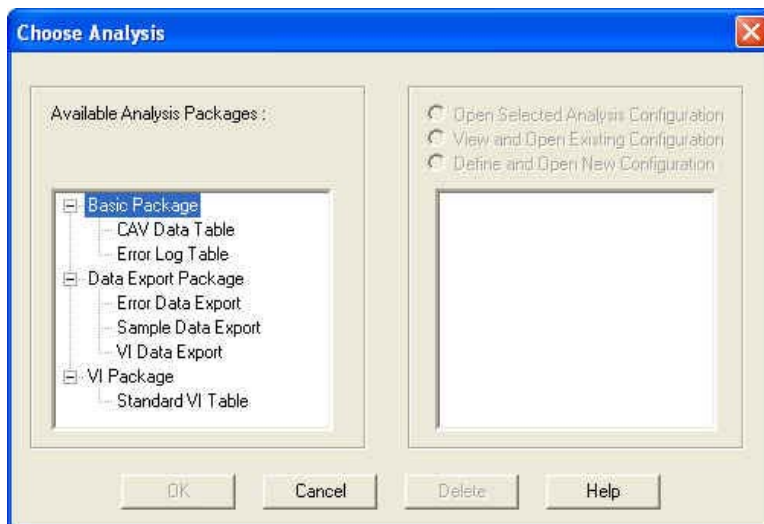 Choose Analysis
Available Analysis Packages :
Basic Package
CAV Data Table
Error Log Table
Data Export Package
Error Data Export
Sample Data Export
VI Data Export
VI Package
Standard VI Table
Open Selected Analysis Configuration
View and Open Existing Configuration
Define and Open New Configuration
OK
Cancel
Delete
Help